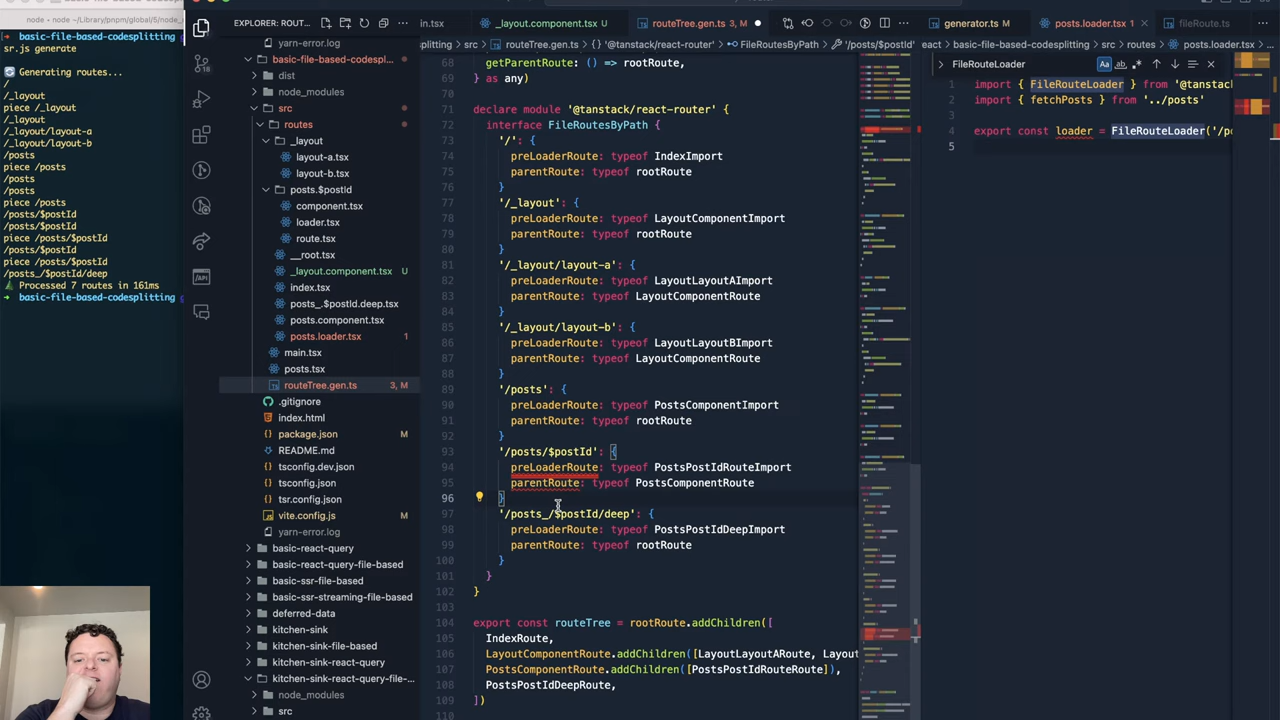 node • node ~/Library/pnpm/global/5/node_
basic-file-based-codesplitting
sr.js generate
Generating routes...
/_layout
piece /_layout
/_layout
/_layout/layout-a
/_layout/layout-b
/posts
piece /posts
/posts
/posts
piece /posts
/posts/$postId
/posts/$postId
piece /posts/$postId
/posts/$postId
piece /posts/$postId
/posts_/$postId/deep
Processed 7 routes in 161ms
basic-file-based-codesplitting
EXPLORER: ROUTE...
yarn-error.log
basic-file-based-codesplitti...
dist
node_modules
src
routes
_layout
layout-a.tsx
layout-b.tsx
posts.$postId
component.tsx
loader.tsx
route.tsx
__root.tsx
_layout.component.tsx U
index.tsx
posts_.$postId.deep.tsx
posts.component.tsx
posts.loader.tsx 1
main.tsx
posts.tsx
routeTree.gen.ts 3, M
.gitignore
index.html
package.json M
README.md
tsconfig.dev.json
tsconfig.json
tsr.config.json
vite.config.js M
yarn-error.log
basic-react-query
basic-react-query-file-based
basic-ssr-file-based
basic-ssr-streaming-file-based
deferred-data
kitchen-sink
kitchen-sink-file-based
kitchen-sink-react-query
kitchen-sink-react-query-file-...
node_modules
src
in.tsx
_layout.component.tsx U
routeTree.gen.ts 3, M
splitting > src > routeTree.gen.ts > {} '@tanstack/react-router' > FileRoutesByPath > '/posts/$postId'
getParentRoute: () => rootRoute,
} as any)
declare module '@tanstack/react-router' {
interface FileRoutesByPath {
'/': {
preLoaderRoute: typeof IndexImport
parentRoute: typeof rootRoute
}
77 '/_layout': {
78 preLoaderRoute: typeof LayoutComponentImport
79 parentRoute: typeof rootRoute
80 }
81 '/_layout/layout-a': {
82 preLoaderRoute: typeof LayoutLayoutAImport
83 parentRoute: typeof LayoutComponentRoute
84 }
85 '/_layout/layout-b': {
86 preLoaderRoute: typeof LayoutLayoutBImport
87 parentRoute: typeof LayoutComponentRoute
88 }
89 '/posts': {
90 preLoaderRoute: typeof PostsComponentImport
91 parentRoute: typeof rootRoute
92 }
93 '/posts/$postId': {
94 preLoaderRoute: typeof PostsPostIdRouteImport
95 parentRoute: typeof PostsComponentRoute
96 }
97 '/posts_/$postId/deep': {
98 preLoaderRoute: typeof PostsPostIdDeepImport
99 parentRoute: typeof rootRoute
100 }
101 }
102 }
103
104 export const routeTree = rootRoute.addChildren([
105 IndexRoute,
106 LayoutComponentRoute.addChildren([LayoutLayoutARoute, Layout
107 PostsComponentRoute.addChildren([PostsPostIdRouteRoute]),
108 PostsPostIdDeepRoute,
109 ])
generator.ts M
posts.loader.tsx 1
fileRoute.ts
eact > basic-file-based-codesplitting > src > routes > posts.loader.tsx > ...
FileRouteLoader
1 import { FileRouteLoader } from '@tanstack
2 import { fetchPosts } from '../posts'
4 export const loader = FileRouteLoader('/po
5